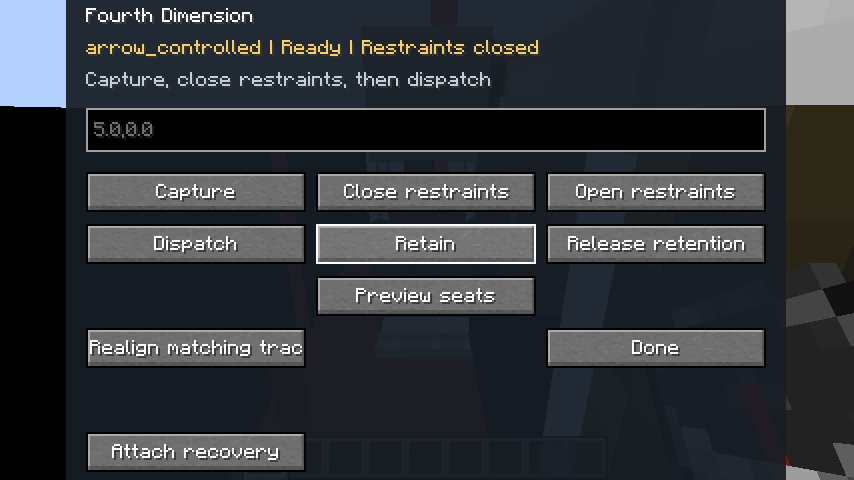 Fourth Dimension
arrow_controlled | Ready | Restraints closed
Capture, close restraints, then dispatch
5.0,0.0
Capture
Close restraints
Open restraints
Dispatch
Retain
Release retention
Preview seats
Realign matching trac
Done
Attach recovery